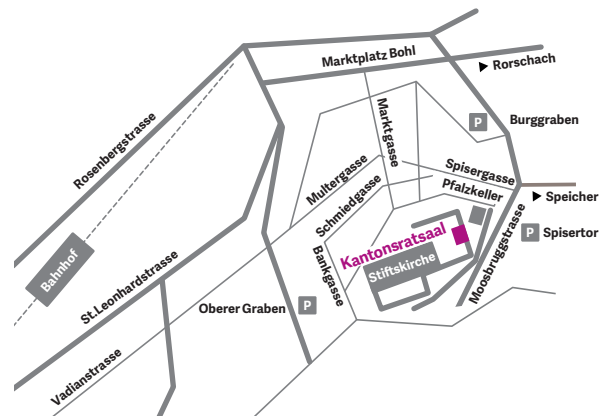 Marktplatz Bohl
Rorschach
Rosenbergstrasse
Marktgasse
P
Burggraben
Multergasse
Spisergasse
Schmiedgasse
Pfalzkeller
Speicher
Kantonsratsaal
Moosbruggstrasse
P
Spisertor
Bahnhof
Stiftskirche
St.Leonhardstrasse
Bankgasse
Oberer Graben
P
Vadianstrasse